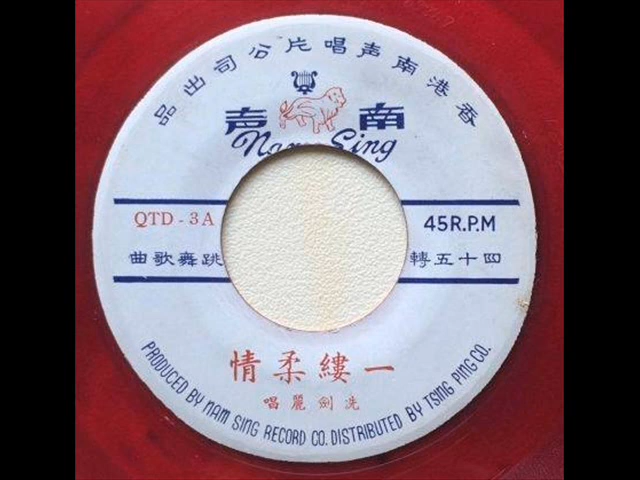 香港南声唱片公司出品
南声
Nam Sing
QTD - 3A
45R.P.M
四十五轉
跳舞歌曲
一縷柔情
冼劍麗唱
PRODUCED BY NAM SING RECORD CO. DISTRIBUTED BY TSING PING CO.